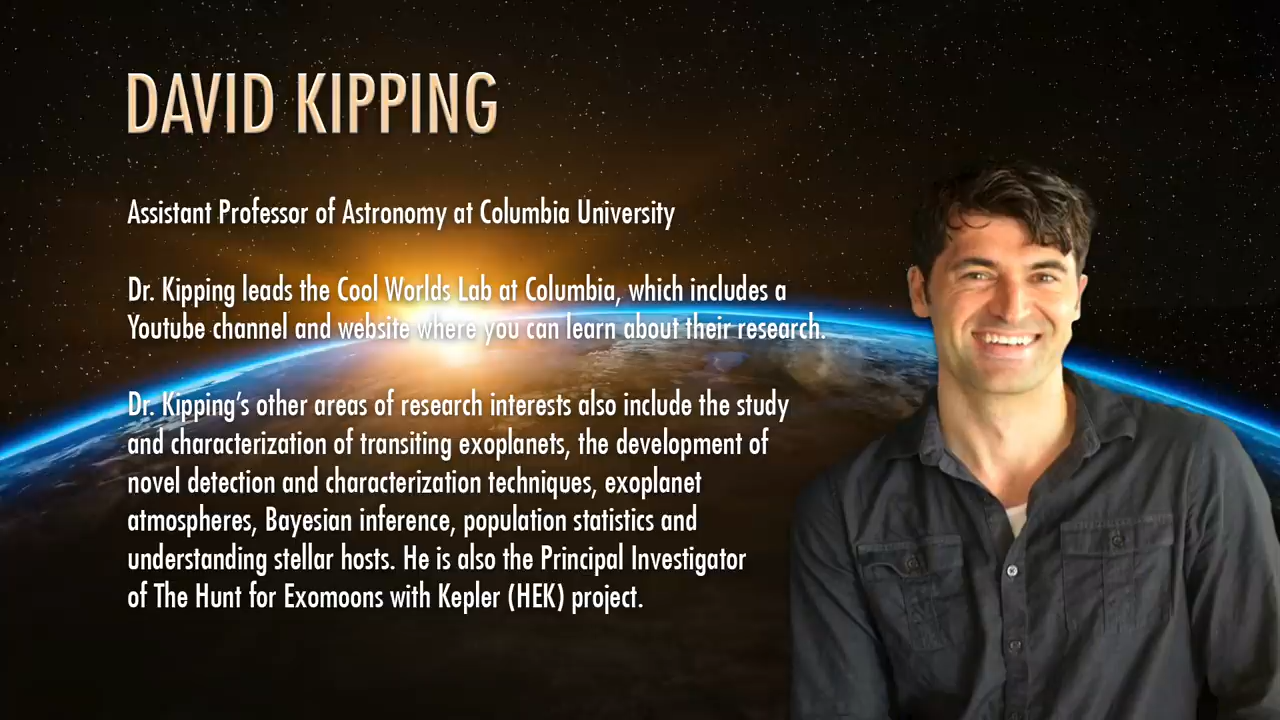 DAVID KIPPING
Assistant Professor of Astronomy at Columbia University
Dr. Kipping leads the Cool Worlds Lab at Columbia, which includes a
Youtube channel and website where you can learn about their research.
Dr. Kipping’s other areas of research interests also include the study
and characterization of transiting exoplanets, the development of
novel detection and characterization techniques, exoplanet
atmospheres, Bayesian inference, population statistics and
understanding stellar hosts. He is also the Principal Investigator
of The Hunt for Exomoons with Kepler (HEK) project.